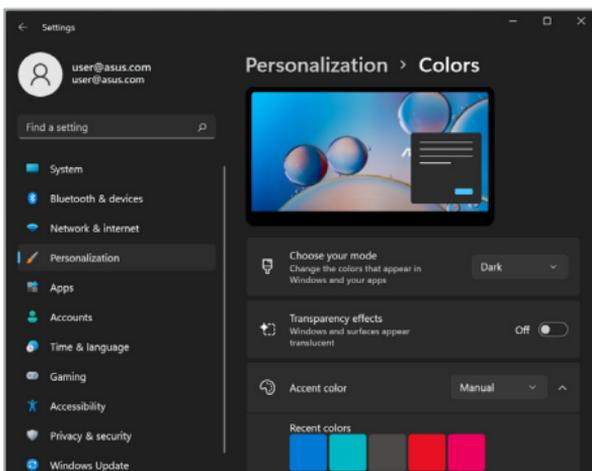 Settings
user@asus.com
user@asus.com
Find a setting
System
Bluetooth & devices
Network & internet
Personalization
Apps
Accounts
Time & language
Gaming
Accessibility
Privacy & security
Windows Update
Personalization > Colors
Choose your mode
Change the colors that appear in
Windows and your apps
Dark
Transparency effects
Windows and surfaces appear
translucent
Off
Accent color
Manual
Recent colors